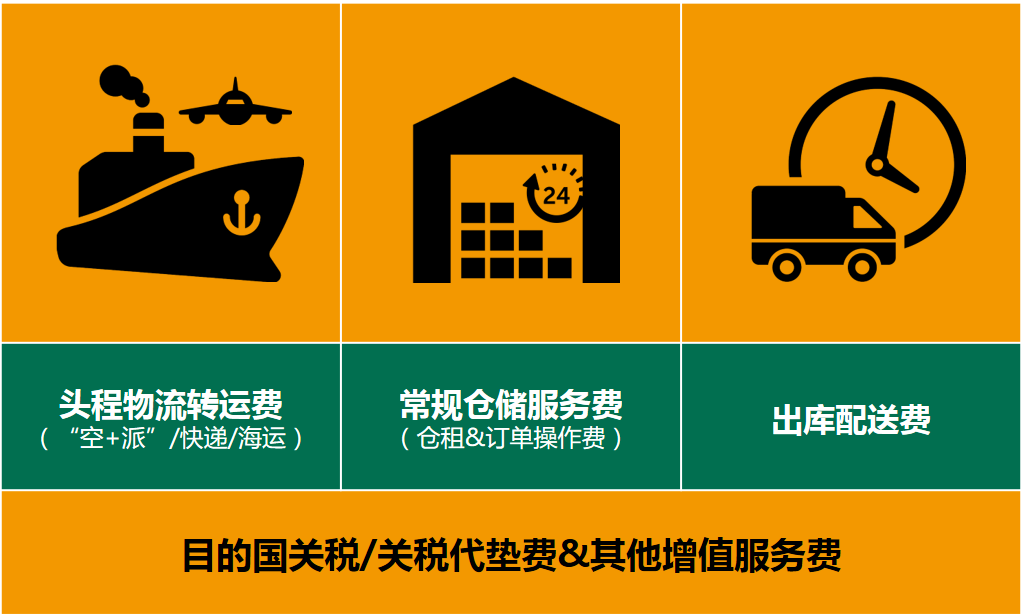 24
头程物流转运费
（“空+派”/快递/海运）
常规仓储服务费
（仓租&订单操作费）
出库配送费
目的国关税/关税代垫费&其他增值服务费